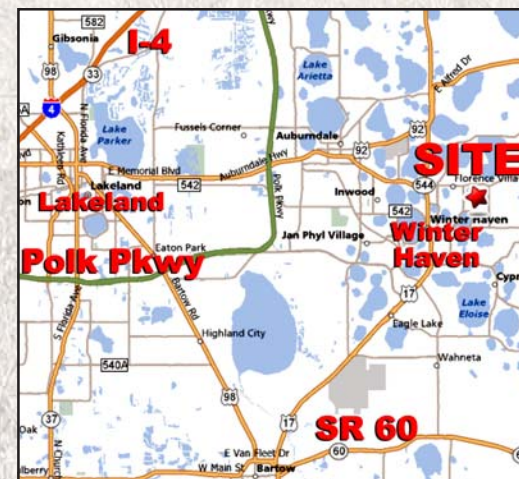 582
Gibsonia
I-4
98
33
4
Kathleen Rd
N Florida Ave
Lake
Parker
Fussels Corner
Lake
Arietta
E Alfred Dr
92
Auburndale
92
E Memorial Blvd
Auburndale Hwy
542
Lakeland
Lakeland
Polk Pkwy
SITE
Florence Villa
544
Inwood
542
Winter Haven
Winter
Haven
Jan Phyl Village
Eaton Park
Polk Pkwy
Bartow Rd
S Florida Ave
17
Lake
Eloise
Eagle Lake
Highland City
Wahneta
540A
98
37
17
SR 60
Oak
N Church
E Van Fleet Dr
W Main St
Bartow
60